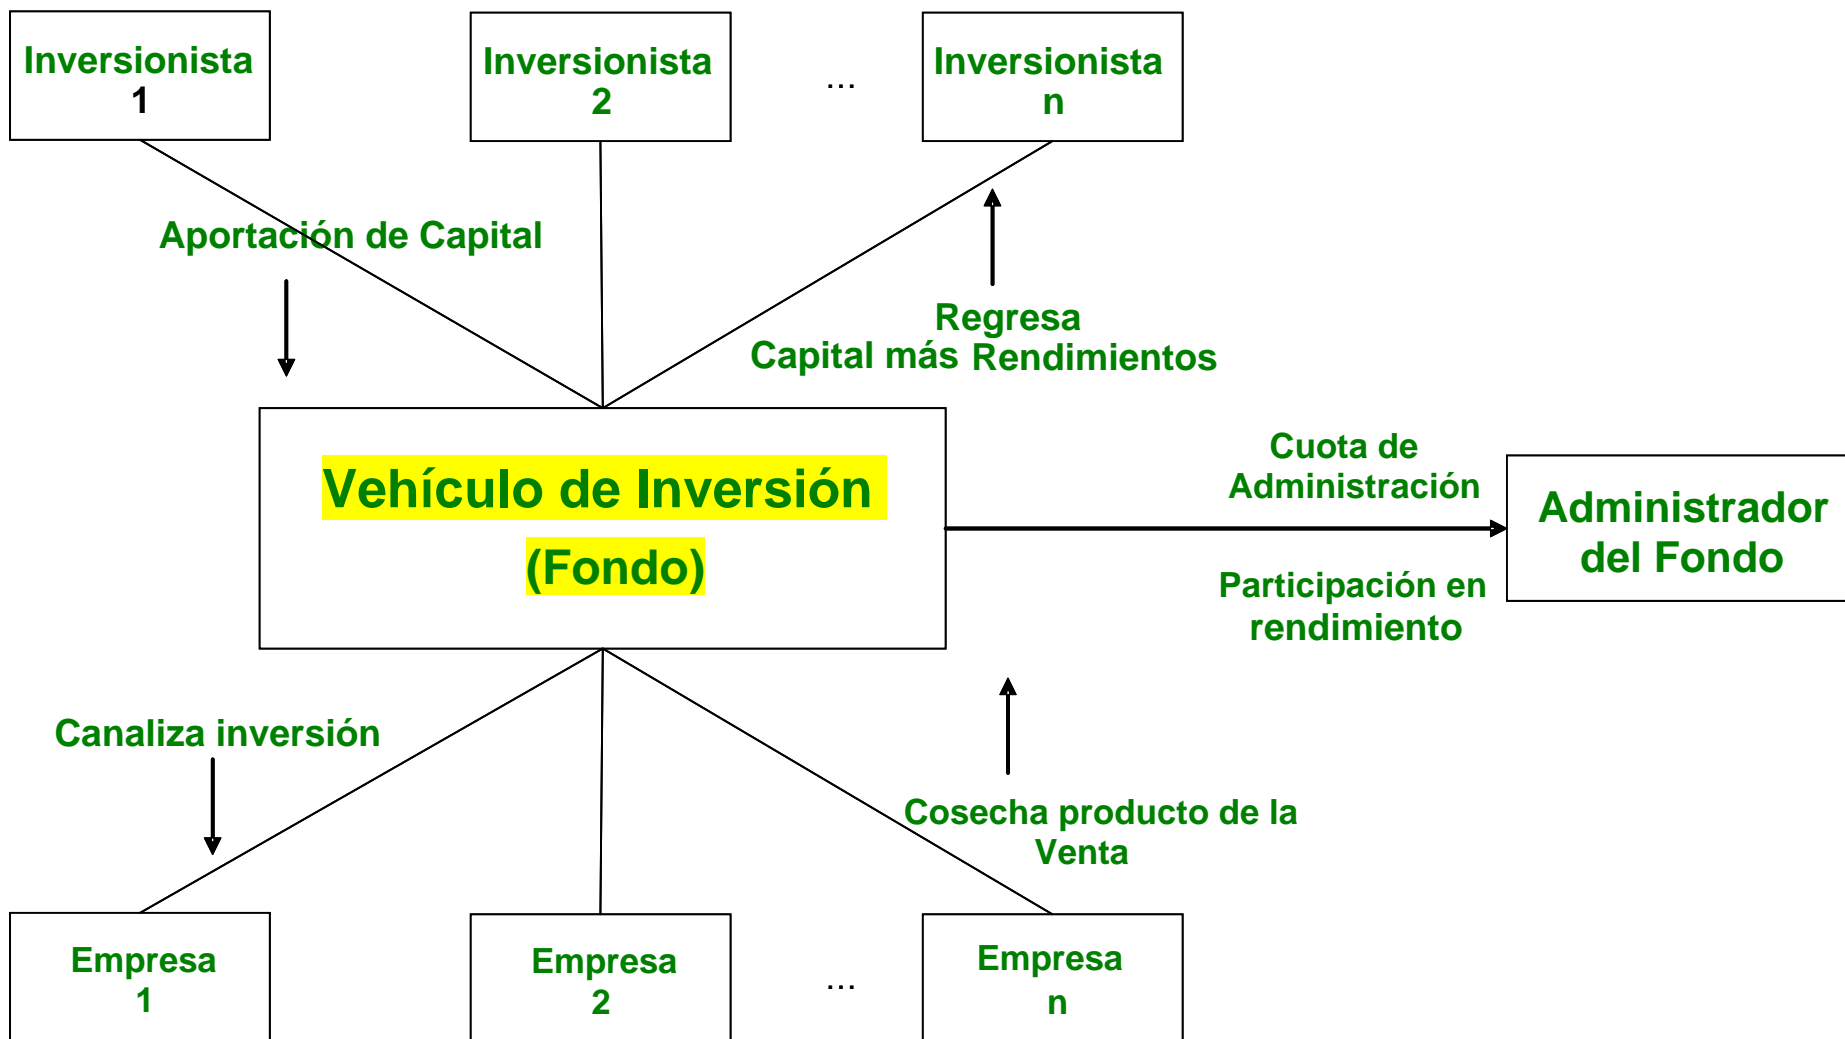 Inversionista
1
Inversionista
2
...
Inversionista
n
Aportación de Capital
Regresa
Capital más Rendimientos
Vehículo de Inversión
(Fondo)
Cuota de
Administración
Administrador
del Fondo
Participación en
rendimiento
Canaliza inversión
Cosecha producto de la
Venta
Empresa
1
Empresa
2
...
Empresa
n